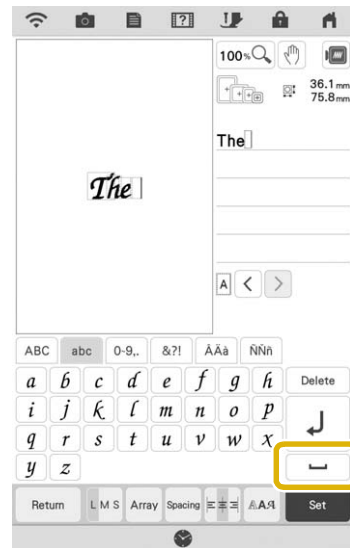 100%
36.1 mm
75.8 mm
The
The
A
ABC abc 0-9,. &?! ÂÄà ÑÑñ
a b c d e f g h Delete
i j k l m n o p
q r s t u v w x
y z
Return L M S Array Spacing AAA Set